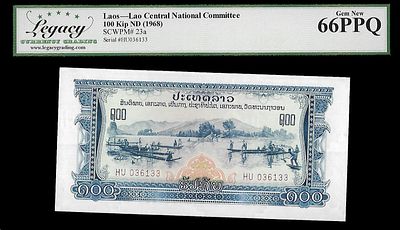 Legacy
CURRENCY GRADING
www.legacygrading.com
Laos—Lao Central National Committee
100 Kip ND (1968)
SCWPM# 23a
Serial #HU036133
Gem New
66PPQ
ປະເທດລາວ
໑໐໐
໑໐໐
HU 036133
HU 036133
໑໐໐
໑໐໐